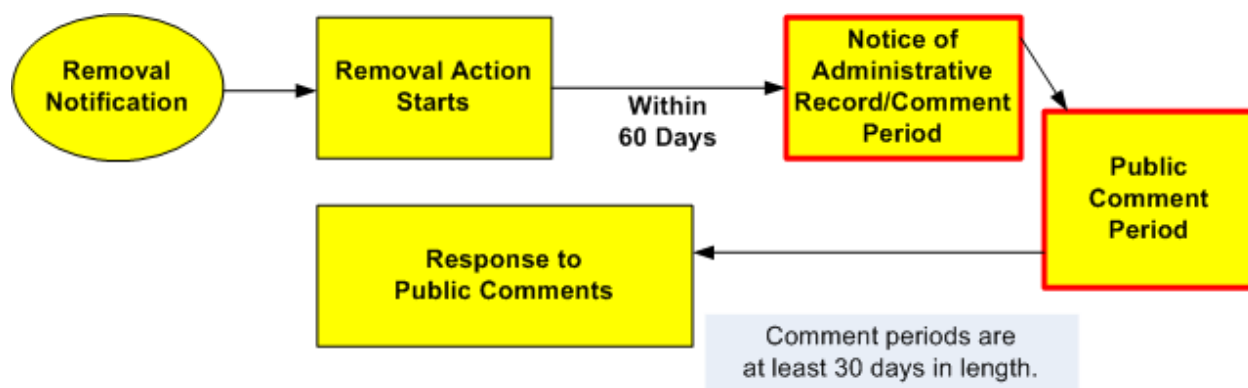 Removal
Notification
Removal Action
Starts
Within
60 Days
Notice of
Administrative
Record/Comment
Period
Public
Comment
Period
Response to
Public Comments
Comment periods are
at least 30 days in length.